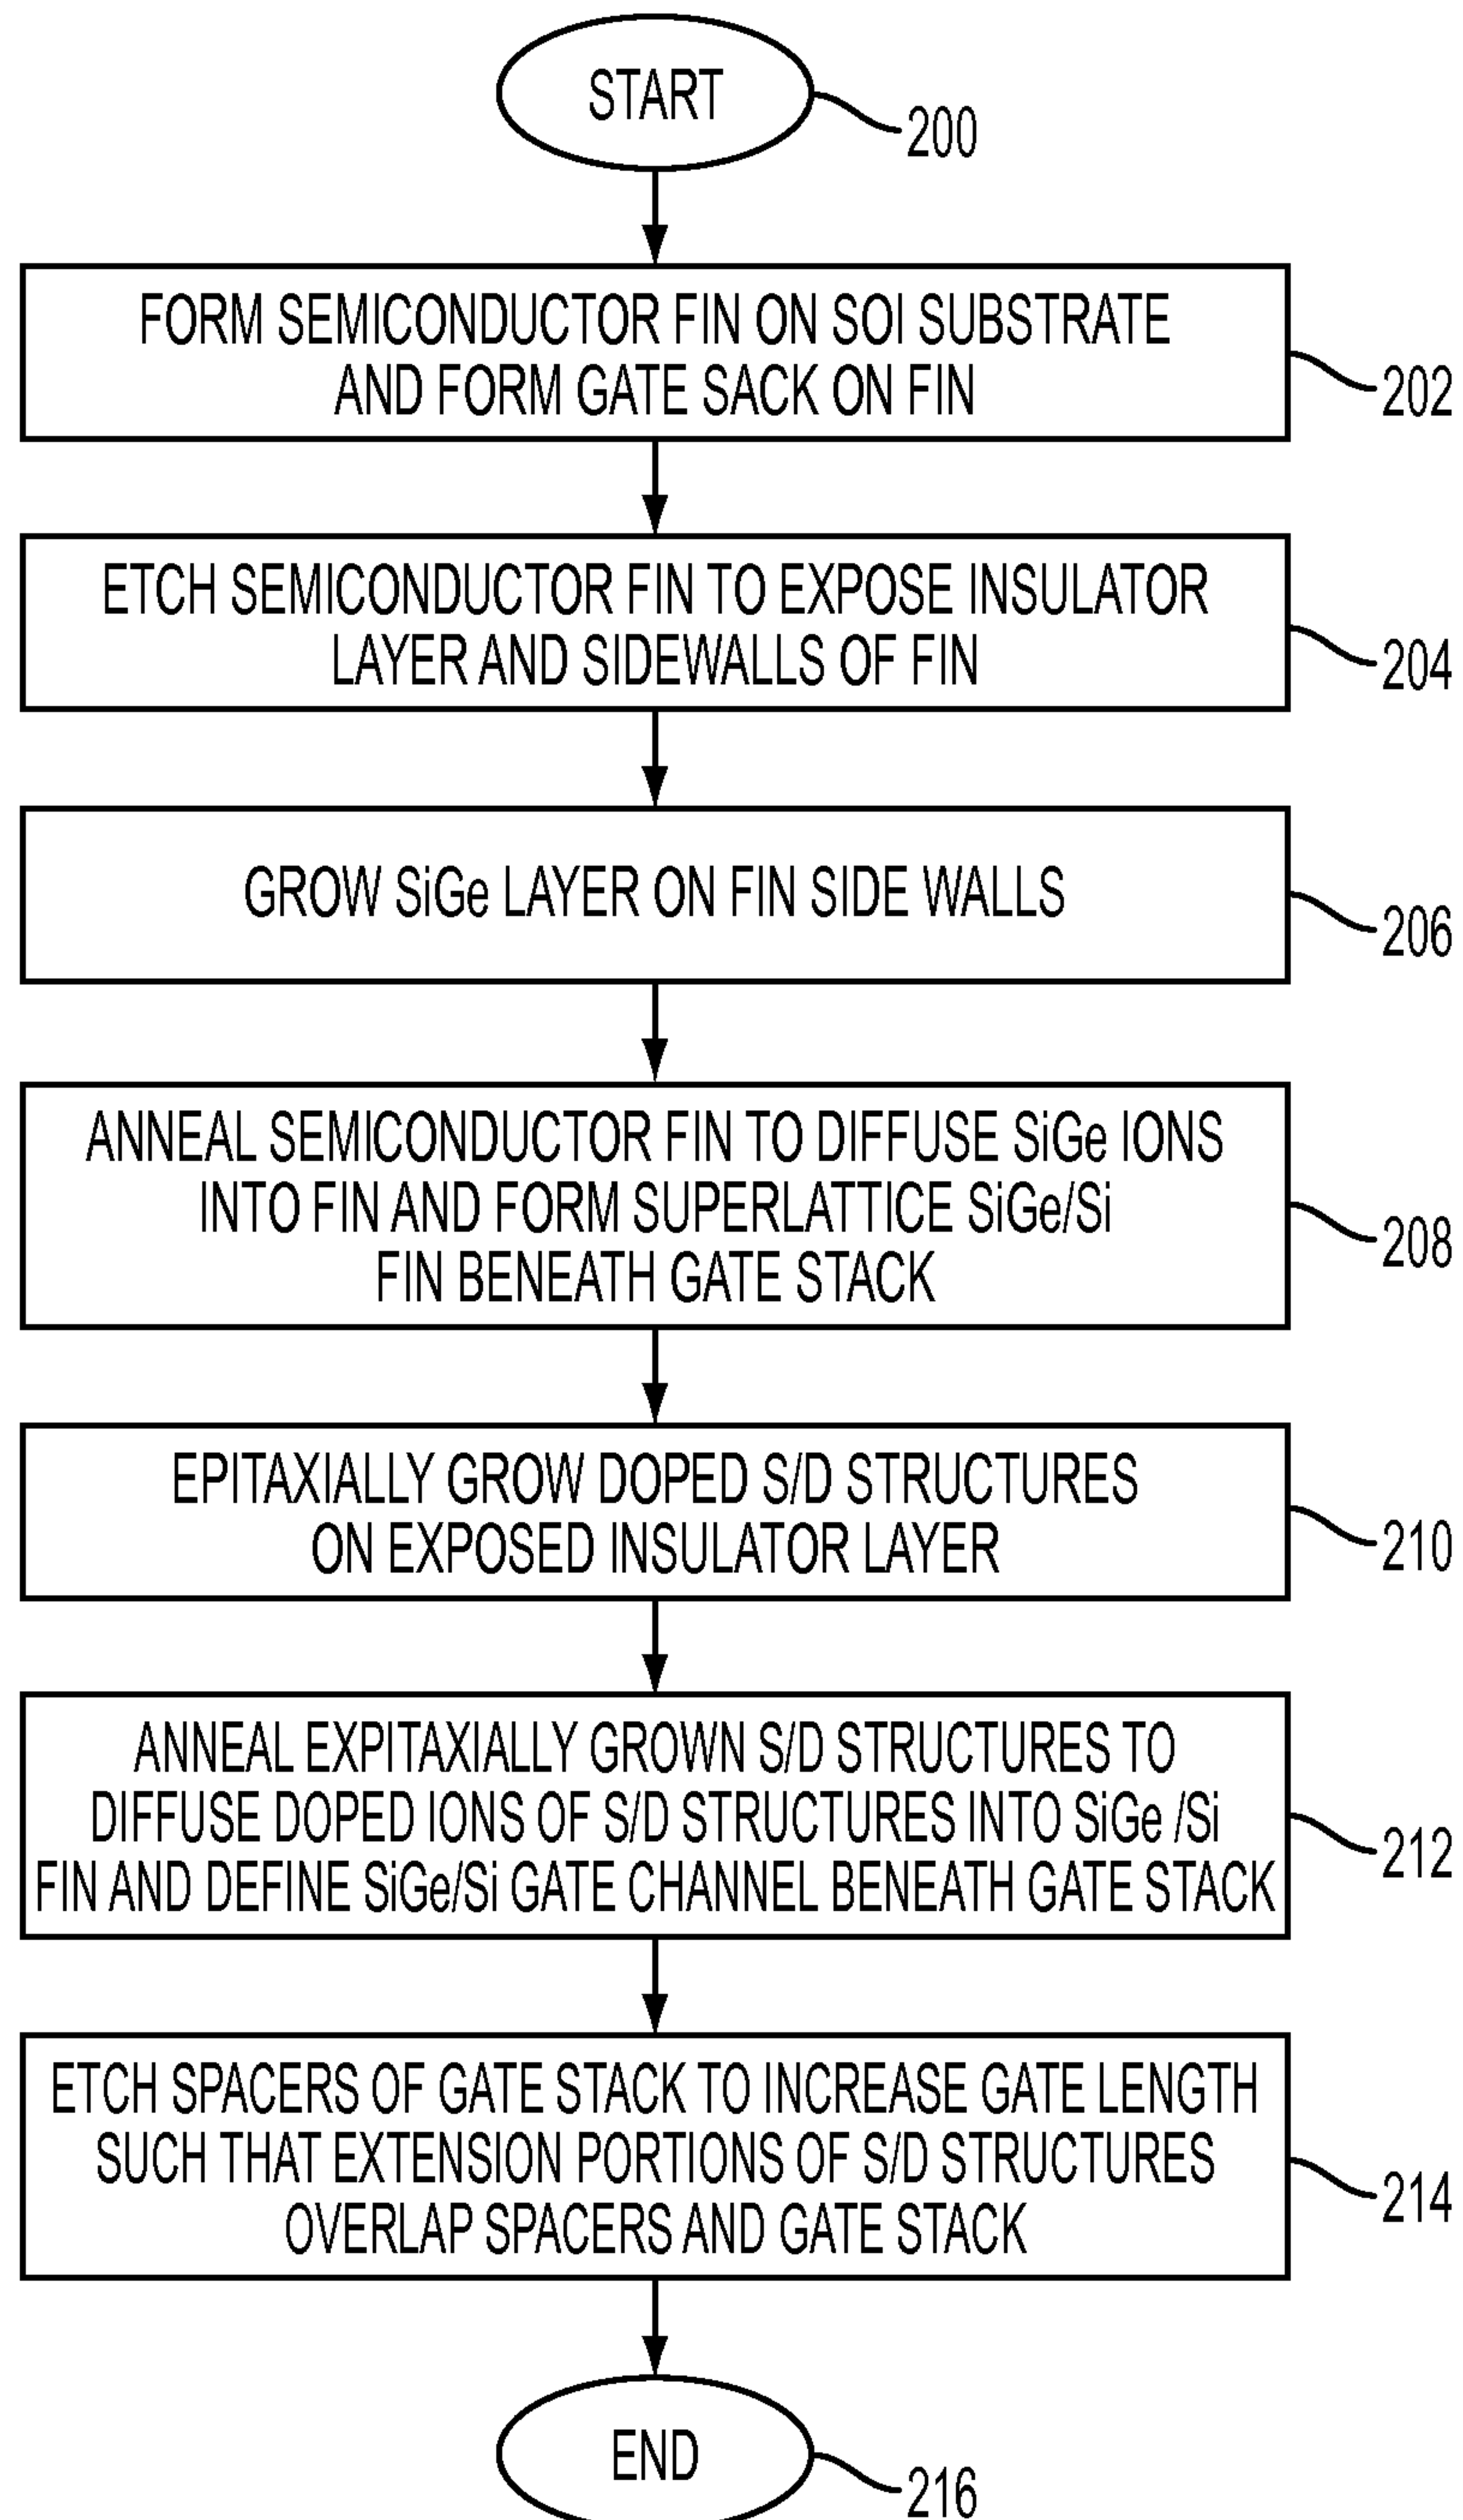 START
200
FORM SEMICONDUCTOR FIN ON SOI SUBSTRATE
AND FORM GATE SACK ON FIN
202
ETCH SEMICONDUCTOR FIN TO EXPOSE INSULATOR
LAYER AND SIDEWALLS OF FIN
204
GROW SiGe LAYER ON FIN SIDE WALLS
206
ANNEAL SEMICONDUCTOR FIN TO DIFFUSE SiGe IONS
INTO FIN AND FORM SUPERLATTICE SiGe/Si
FIN BENEATH GATE STACK
208
EPITAXIALLY GROW DOPED S/D STRUCTURES
ON EXPOSED INSULATOR LAYER
210
ANNEAL EXPITAXIALLY GROWN S/D STRUCTURES TO
DIFFUSE DOPED IONS OF S/D STRUCTURES INTO SiGe /Si
FIN AND DEFINE SiGe/Si GATE CHANNEL BENEATH GATE STACK
212
ETCH SPACERS OF GATE STACK TO INCREASE GATE LENGTH
SUCH THAT EXTENSION PORTIONS OF S/D STRUCTURES
OVERLAP SPACERS AND GATE STACK
214
END
216